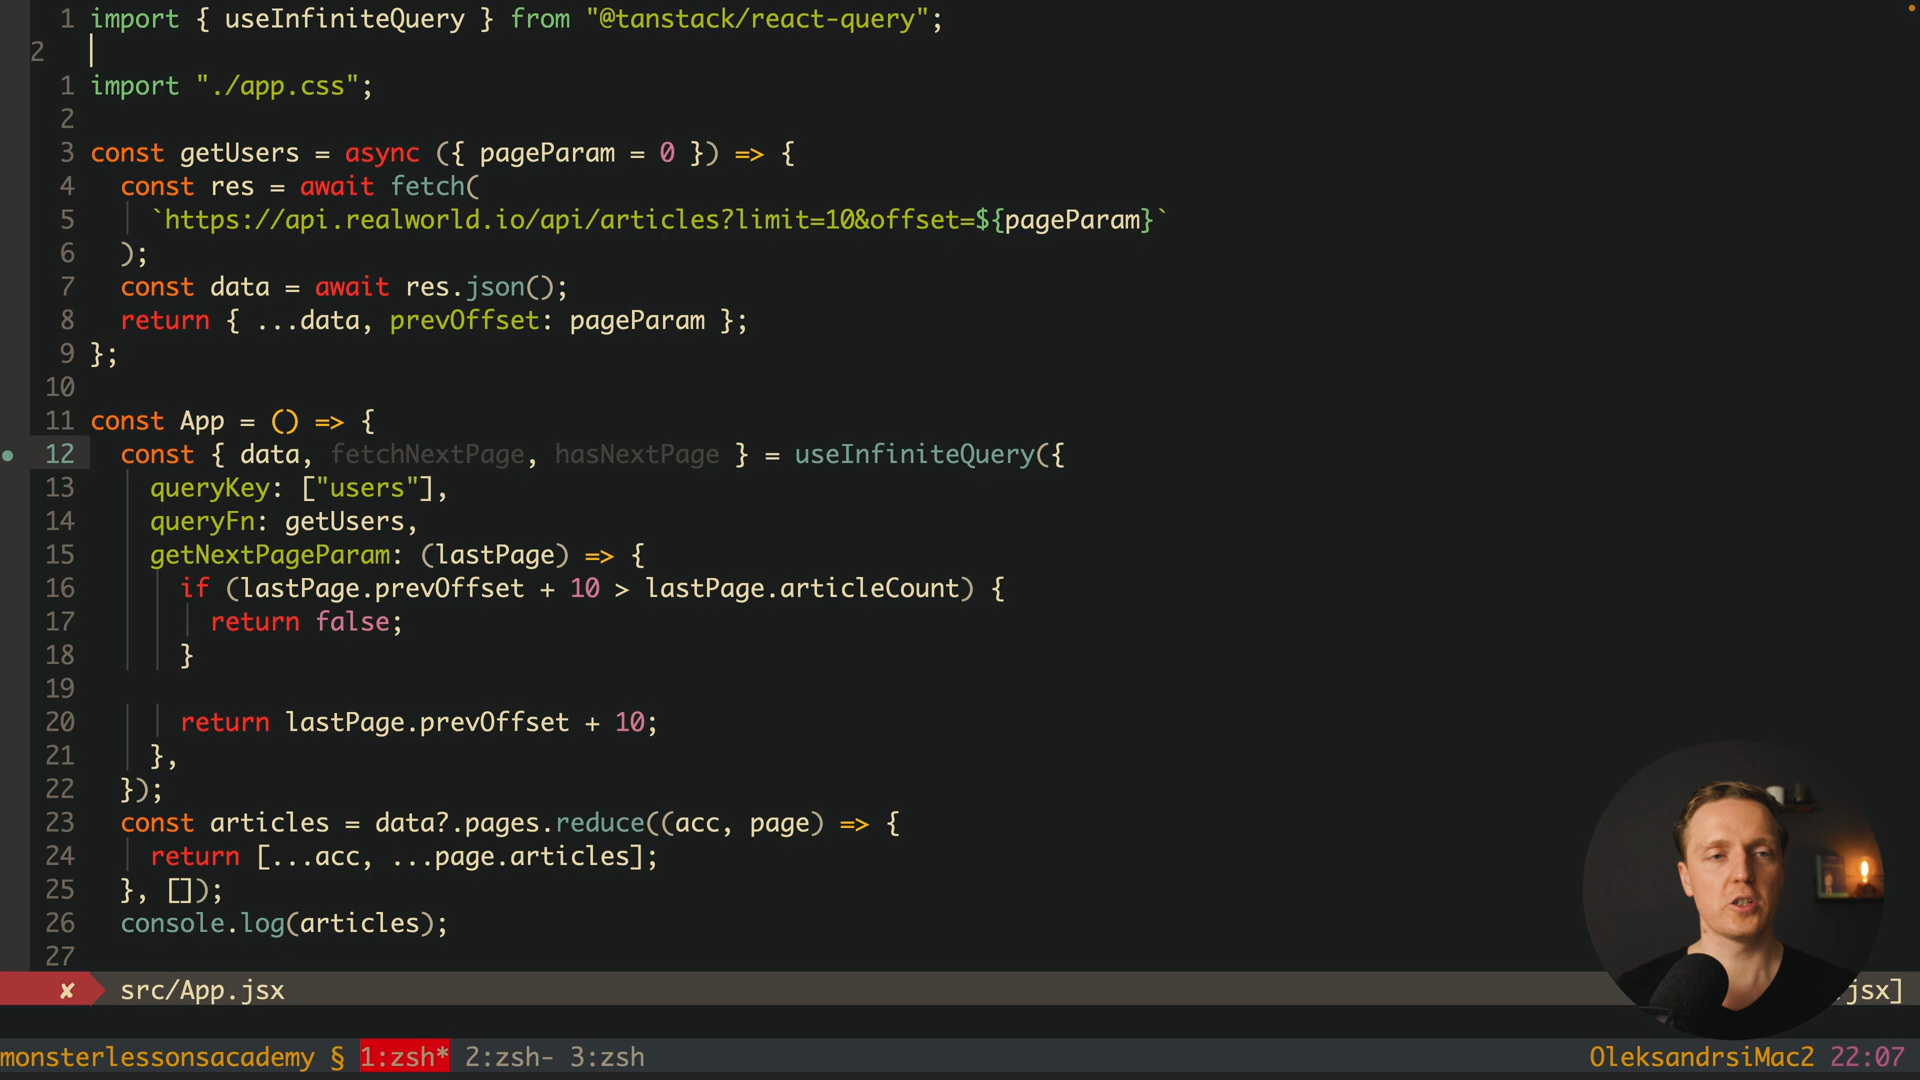 1 import { useInfiniteQuery } from "@tanstack/react-query";
2
1 import "./app.css";
2
3 const getUsers = async ({ pageParam = 0 }) => {
4   const res = await fetch(
5     `https://api.realworld.io/api/articles?limit=10&offset=${pageParam}`
6   );
7   const data = await res.json();
8   return { ...data, prevOffset: pageParam };
9 };
10
11 const App = () => {
12   const { data, fetchNextPage, hasNextPage } = useInfiniteQuery({
13     queryKey: ["users"],
14     queryFn: getUsers,
15     getNextPageParam: (lastPage) => {
16       if (lastPage.prevOffset + 10 > lastPage.articleCount) {
17         return false;
18       }
19
20       return lastPage.prevOffset + 10;
21     },
22   });
23   const articles = data?.pages.reduce((acc, page) => {
24     return [...acc, ...page.articles];
25   }, []);
26   console.log(articles);
27
✘ src/App.jsx jsx]
monsterlessonsacademy § 1:zsh* 2:zsh- 3:zsh OleksandrsiMac2 22:07